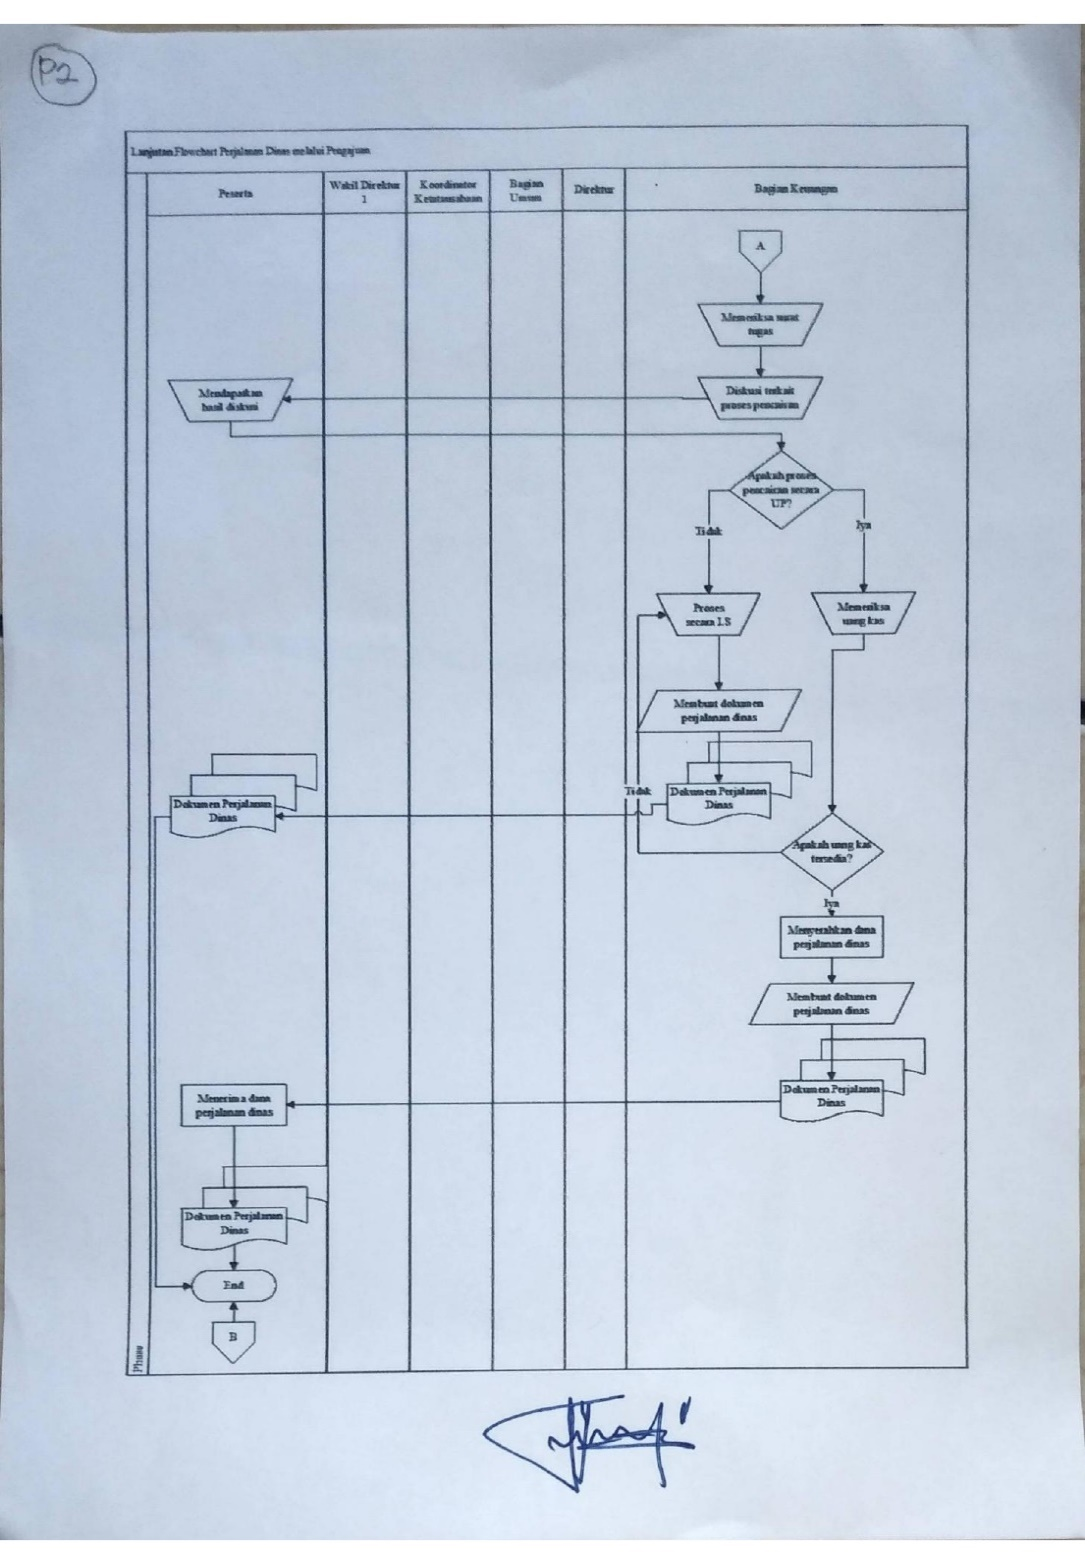 P2
Lanjutan Flowchart Perjalanan Dinas melalui Pengajuan
Peserta
Wakil Direktur
1
Koordinator
Ketatausahaan
Bagian
Umum
Direktur
Bagian Keuangan
A
Memeriksa surat
tugas
Diskusi terkait
proses pencairan
Mendapatkan
hasil diskusi
Apakah proses
pencairan secara
UP?
Tidak
Iya
Proses
secara LS
Memeriksa
uang kas
Membuat dokumen
perjalanan dinas
Tidak
Dokumen Perjalanan
Dinas
Dokumen Perjalanan
Dinas
Apakah uang kas
tersedia?
Iya
Menyerahkan dana
perjalanan dinas
Membuat dokumen
perjalanan dinas
Dokumen Perjalanan
Dinas
Menerima dana
perjalanan dinas
Dokumen Perjalanan
Dinas
End
B
Phase